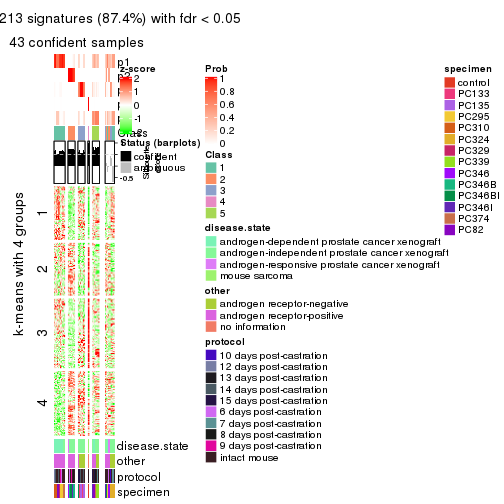 213 signatures (87.4%) with fdr < 0.05
43 confident samples
p1
z-score
2
1
0
-1
-2
Class
Status (barplots)
confident
ambiguous
-0.5
k-means with 4 groups
1
2
3
4
disease.state
other
protocol
specimen
Prob
1
0.8
0.6
0.4
0.2
0
Class
1
2
3
4
5
disease.state
androgen-dependent prostate cancer xenograft
androgen-independent prostate cancer xenograft
androgen-responsive prostate cancer xenograft
mouse sarcoma
other
androgen receptor-negative
androgen receptor-positive
no information
protocol
10 days post-castration
12 days post-castration
13 days post-castration
14 days post-castration
15 days post-castration
6 days post-castration
7 days post-castration
8 days post-castration
9 days post-castration
intact mouse
specimen
control
PC133
PC135
PC295
PC310
PC324
PC329
PC339
PC346
PC346B
PC346BI
PC346I
PC374
PC82